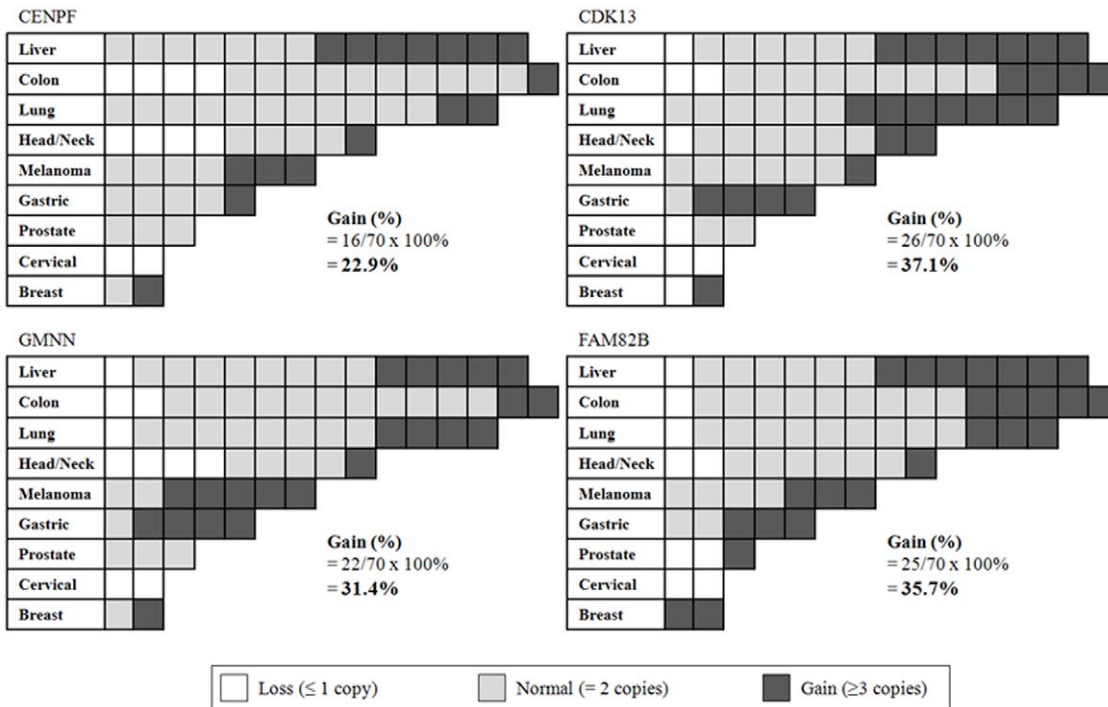 CENPF
Liver
Colon
Lung
Head/Neck
Melanoma
Gastric
Prostate
Cervical
Breast
Gain (%)
= 16/70 x 100%
= 22.9%
CDK13
Liver
Colon
Lung
Head/Neck
Melanoma
Gastric
Prostate
Cervical
Breast
Gain (%)
= 26/70 x 100%
= 37.1%
GMNN
Liver
Colon
Lung
Head/Neck
Melanoma
Gastric
Prostate
Cervical
Breast
Gain (%)
= 22/70 x 100%
= 31.4%
FAM82B
Liver
Colon
Lung
Head/Neck
Melanoma
Gastric
Prostate
Cervical
Breast
Gain (%)
= 25/70 x 100%
= 35.7%
Loss (≤ 1 copy)
Normal (= 2 copies)
Gain (≥3 copies)